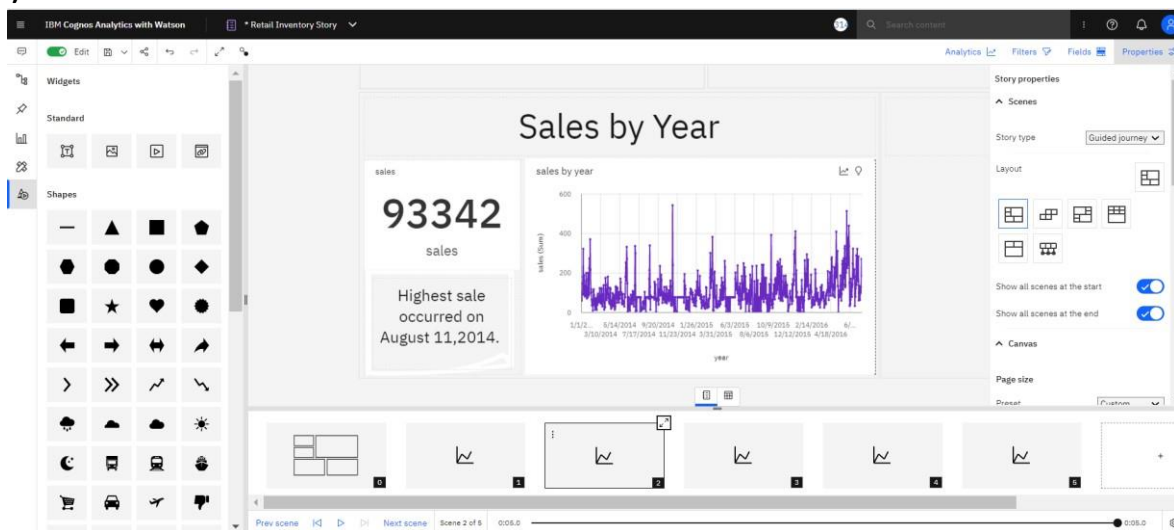 IBM Cognos Analytics with Watson
* Retail Inventory Story
Search content
Edit
Analytics
Filters
Fields
Properties
Widgets
Standard
Shapes
Sales by Year
sales
93342
sales
Highest sale
occurred on
August 11,2014.
sales by year
600
400
200
0
sales (Sum)
1/1/2... 5/14/2014 9/20/2014 1/26/2015 6/3/2015 10/9/2015 2/14/2016 6/...
3/10/2014 7/17/2014 11/23/2014 3/31/2015 8/6/2015 12/12/2015 4/18/2016
year
Story properties
Scenes
Story type
Guided journey
Layout
Show all scenes at the start
Show all scenes at the end
Canvas
Page size
Preset
Custom
0
1
2
3
4
5
+
Prev scene
Next scene
Scene 2 of 5
0:05.0
0:05.0